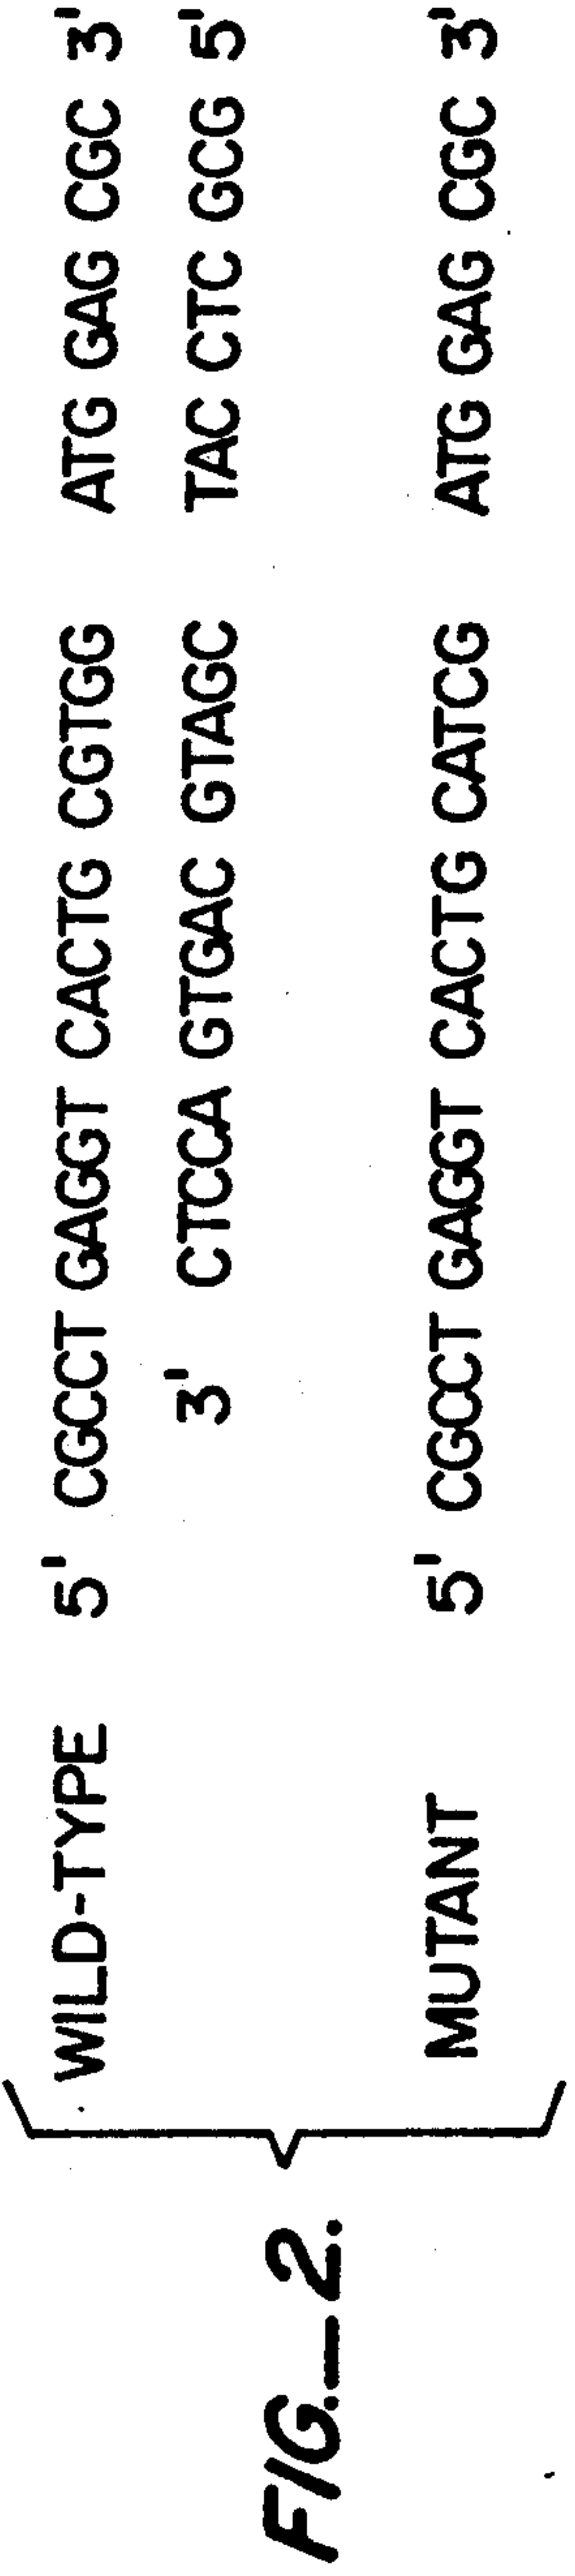 WILD-TYPE 5' CGCCT GAGGT CACTG CGTGG ATG GAG CGC 3'
3' CTCCA GTGAC GTAGC TAC CTC GCG 5'
MUTANT 5' CGCCT GAGGT CACTG CATCG ATG GAG CGC 3'
FIG.—2.